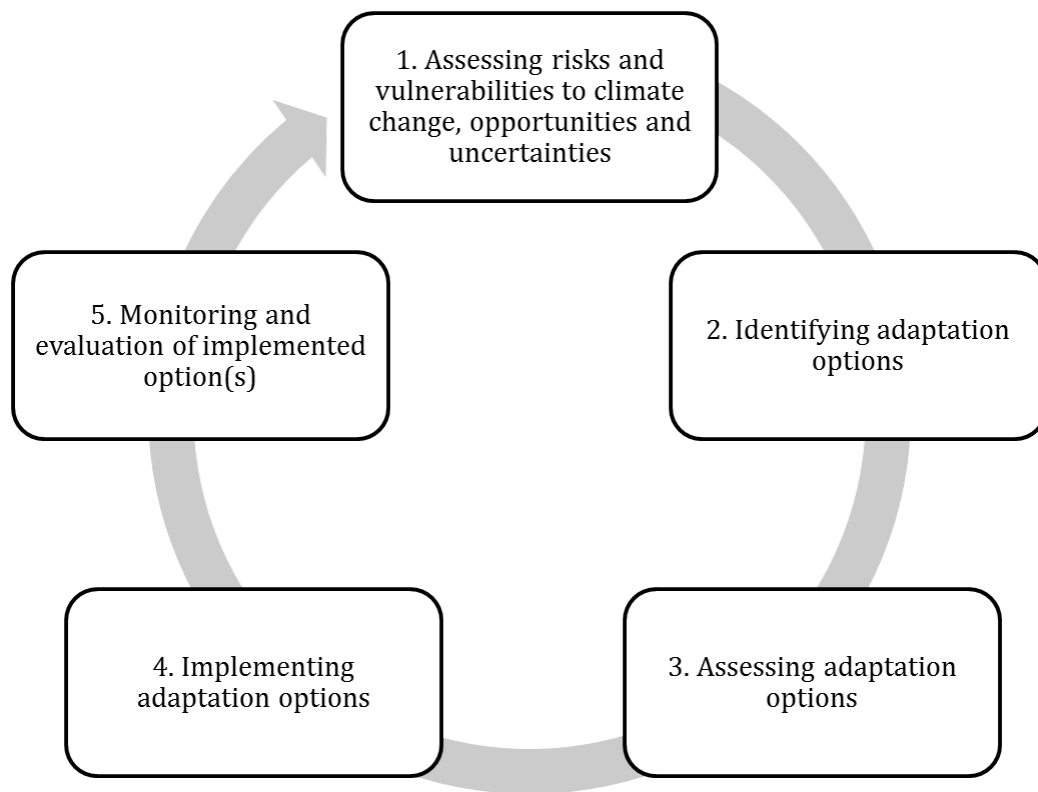 1. Assessing risks and
vulnerabilities to climate
change, opportunities and
uncertainties
2. Identifying adaptation
options
3. Assessing adaptation
options
4. Implementing
adaptation options
5. Monitoring and
evaluation of implemented
option(s)